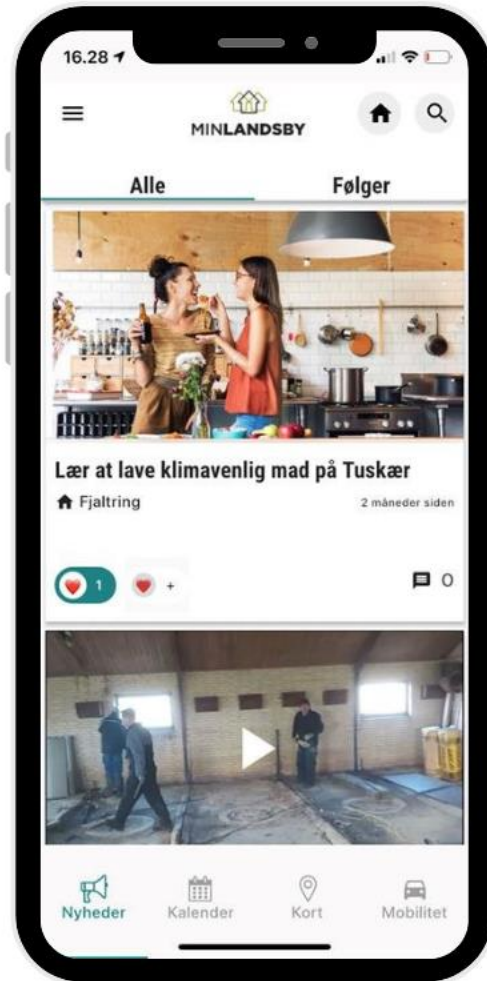 16.28
MINLANDSBY
Alle Følger
Lær at lave klimavenlig mad på Tuskær
Fjaltring 2 måneder siden
1 + 0
Nyheder Kalender Kort Mobilitet